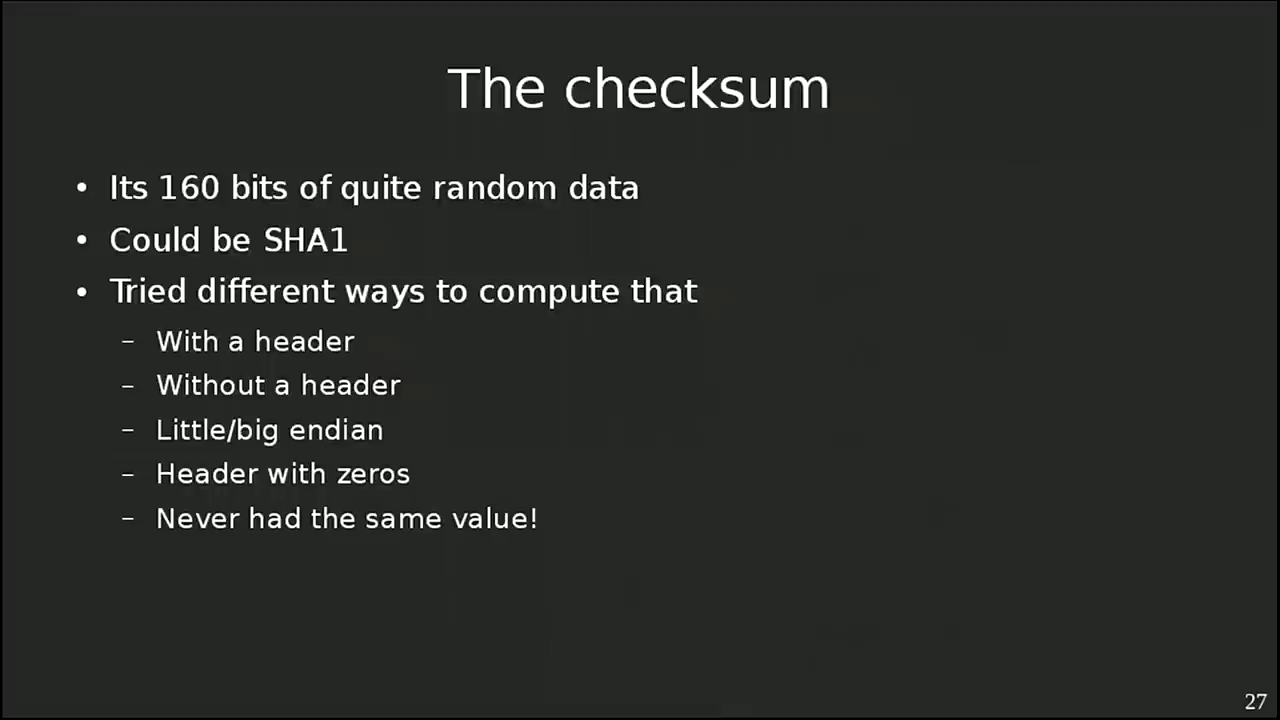 The checksum
• Its 160 bits of quite random data
• Could be SHA1
• Tried different ways to compute that
– With a header
– Without a header
– Little/big endian
– Header with zeros
– Never had the same value!
27